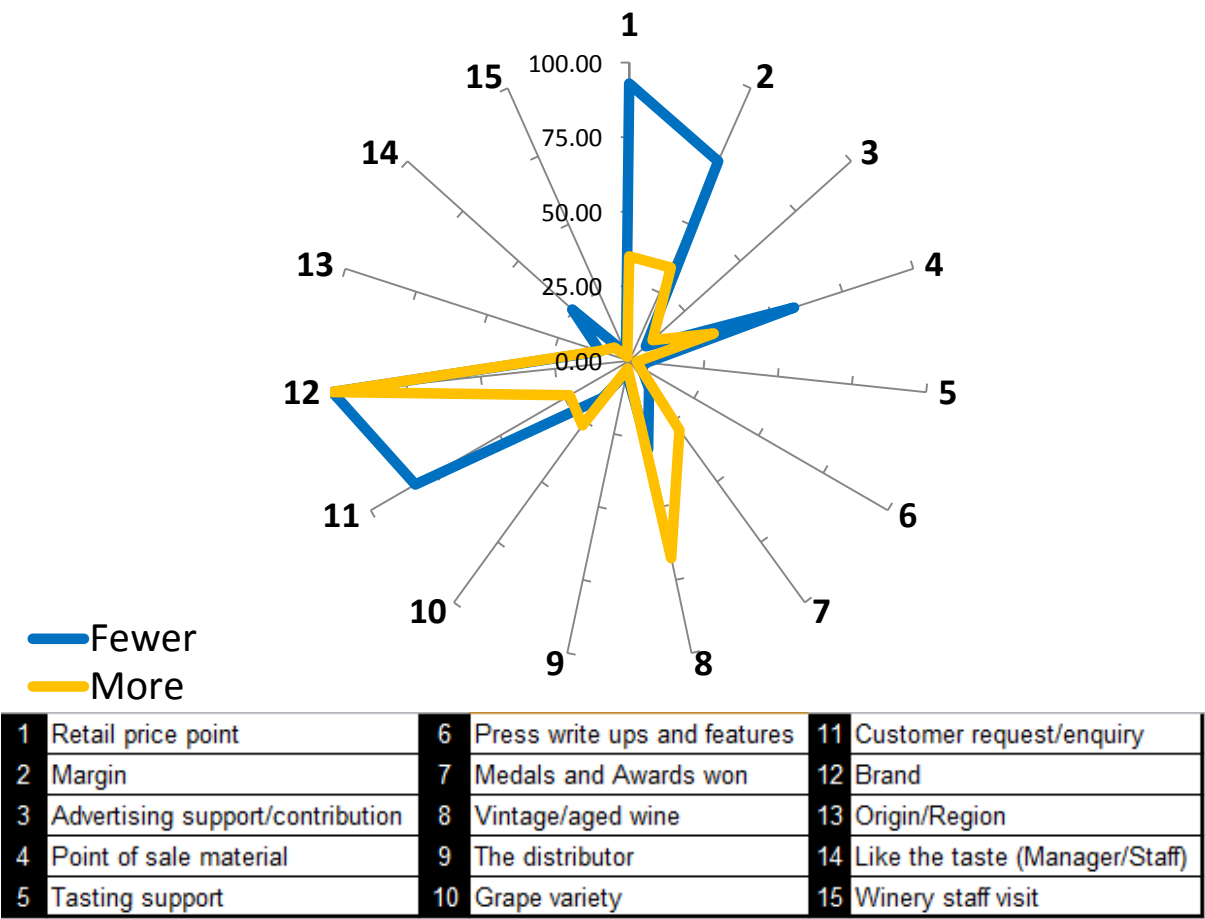 1
100.00
15
2
75.00
14
3
50.00
13
25.00
4
0.00
12
5
11
6
10
7
9
8
Fewer
More
1 Retail price point 6 Press write ups and features 11 Customer request/enquiry
2 Margin 7 Medals and Awards won 12 Brand
3 Advertising support/contribution 8 Vintage/aged wine 13 Origin/Region
4 Point of sale material 9 The distributor 14 Like the taste (Manager/Staff)
5 Tasting support 10 Grape variety 15 Winery staff visit